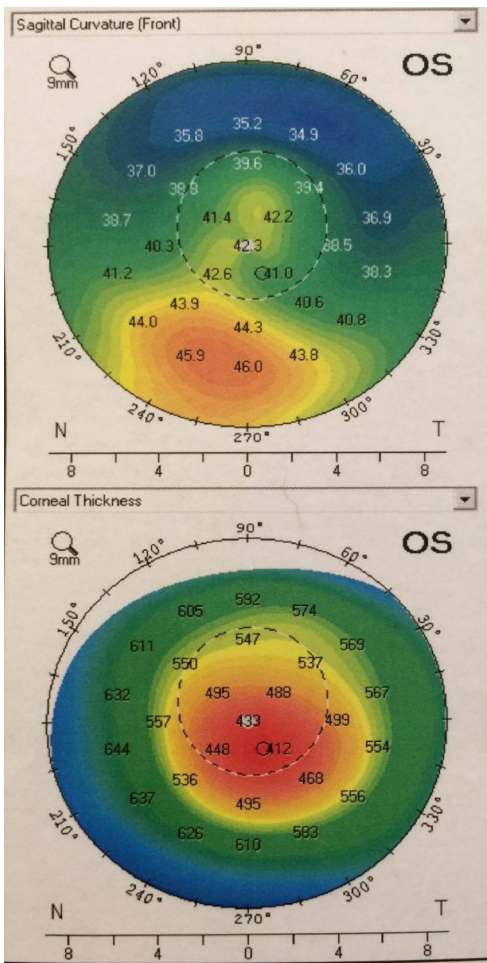 Sagittal Curvature (Front)
9mm
OS
90°
120° 60°
150° 30°
35.8 35.2 34.9
37.0 39.6 36.0
38.8 39.4
38.7 41.4 42.2 36.9
40.3 42.3 38.5
41.2 42.6 41.0 38.3
43.9 40.6
44.0 44.3 40.8
45.9 46.0 43.8
210° 330°
240° 300°
270°
N T
8 4 0 4 8
Corneal Thickness
9mm
OS
90°
120° 60°
150° 30°
605 592 574
611 547 569
550 537
632 495 488 567
557 433 499
644 448 412 554
536 468
637 495 556
626 610 583
210° 330°
240° 300°
270°
N T
8 4 0 4 8